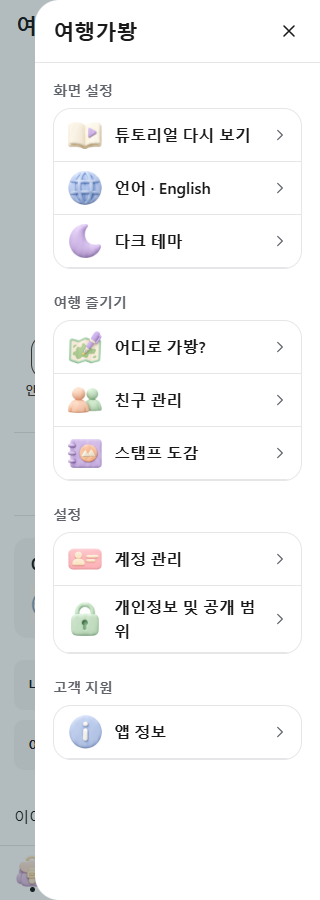 여행가봥
화면 설정
튜토리얼 다시 보기
언어 · English
다크 테마
여행 즐기기
어디로 가봥?
친구 관리
스탬프 도감
설정
계정 관리
개인정보 및 공개 범
위
고객 지원
앱 정보